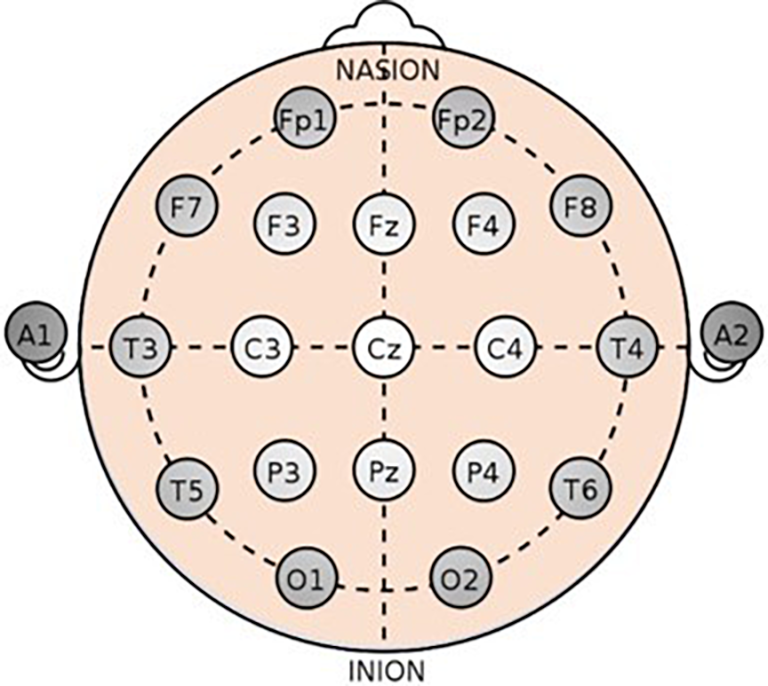 NASION
Fp1 Fp2
F7 F3 Fz F4 F8
A1 T3 C3 Cz C4 T4 A2
T5 P3 Pz P4 T6
O1 O2
INION